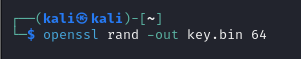 ┌──(kali㉿kali)-[~]
└─$ openssl rand -out key.bin 64